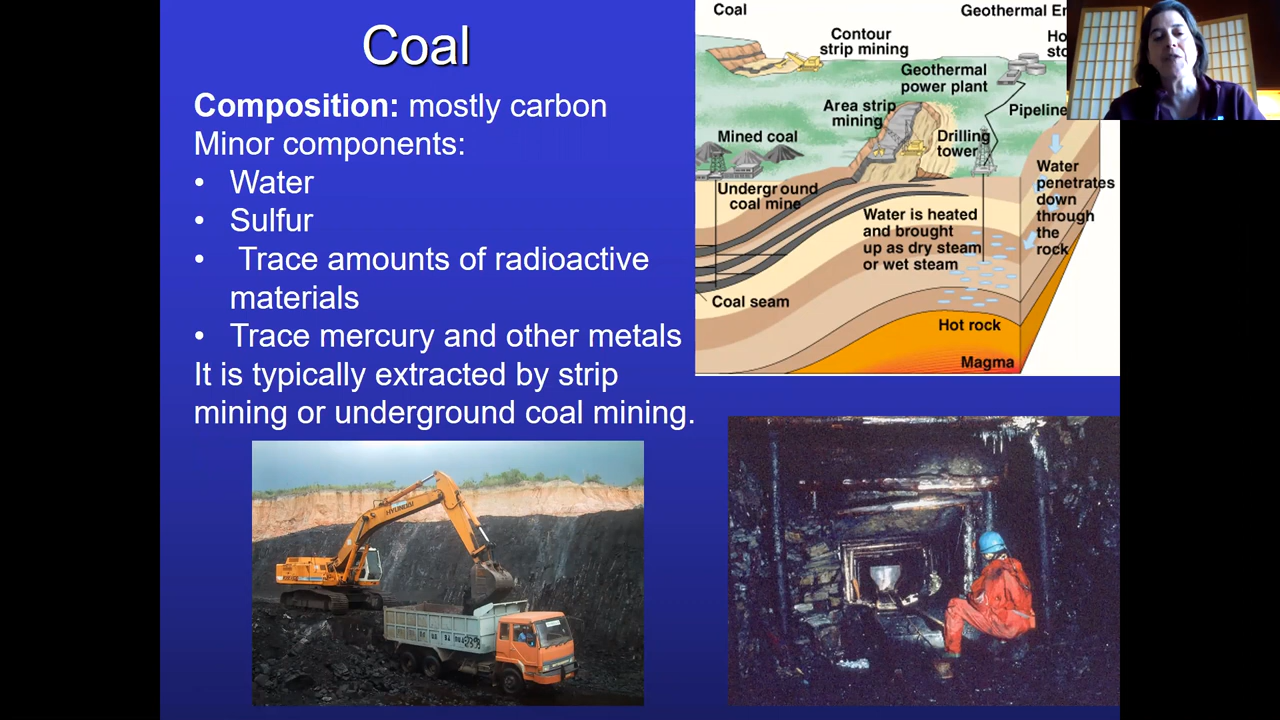 Coal
Composition: mostly carbon
Minor components:
• Water
• Sulfur
• Trace amounts of radioactive
materials
• Trace mercury and other metals
It is typically extracted by strip
mining or underground coal mining.
Coal
Geothermal
Contour
strip mining
Geothermal
power plant
Area strip
mining
Pipeline
Mined coal
Drilling
tower
Underground
coal mine
Water
penetrates
down
through
the
rock
Water is heated
and brought
up as dry steam
or wet steam
Coal seam
Hot rock
Magma
HYUNDAI